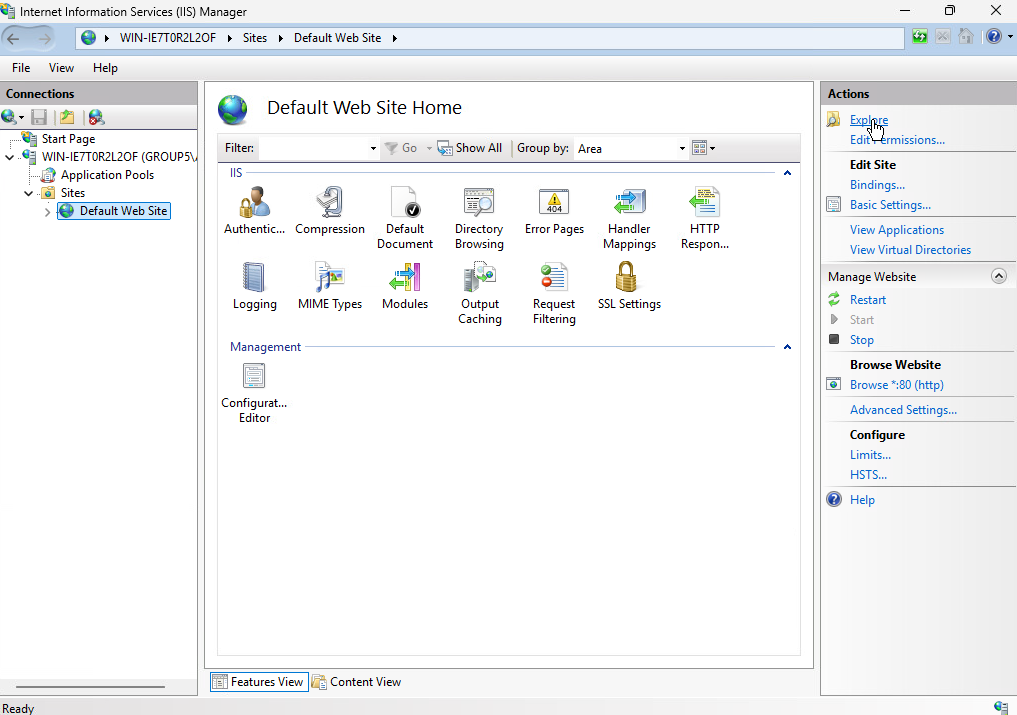 Internet Information Services (IIS) Manager
WIN-IE7T0R2L2OF
Sites
Default Web Site
File View Help
Connections
Start Page
WIN-IE7T0R2L2OF (GROUP5\
Application Pools
Sites
Default Web Site
Default Web Site Home
Filter: Go Show All Group by: Area
IIS
Authentic... Compression Default Document Directory Browsing Error Pages Handler Mappings HTTP Respon...
404
Logging MIME Types Modules Output Caching Request Filtering SSL Settings
Management
Configurat... Editor
Features View Content View
Actions
Explore
Edit Permissions...
Edit Site
Bindings...
Basic Settings...
View Applications
View Virtual Directories
Manage Website
Restart
Start
Stop
Browse Website
Browse *:80 (http)
Advanced Settings...
Configure
Limits...
HSTS...
Help
Ready